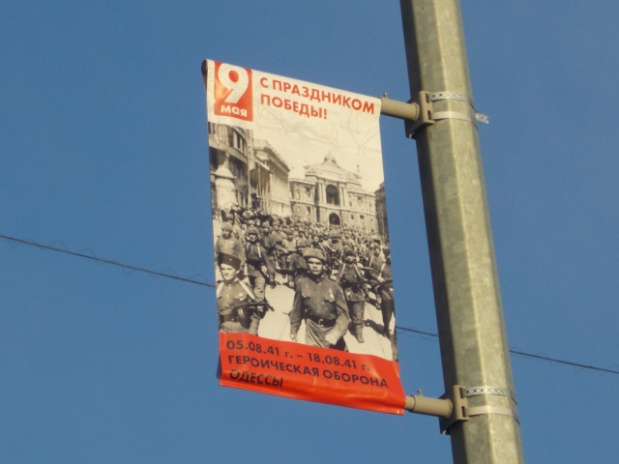 9
мая
С ПРАЗДНИКОМ
ПОБЕДЫ!
05.08.41 г. – 18.08.41 г.
ГЕРОИЧЕСКАЯ ОБОРОНА
ОДЕССЫ